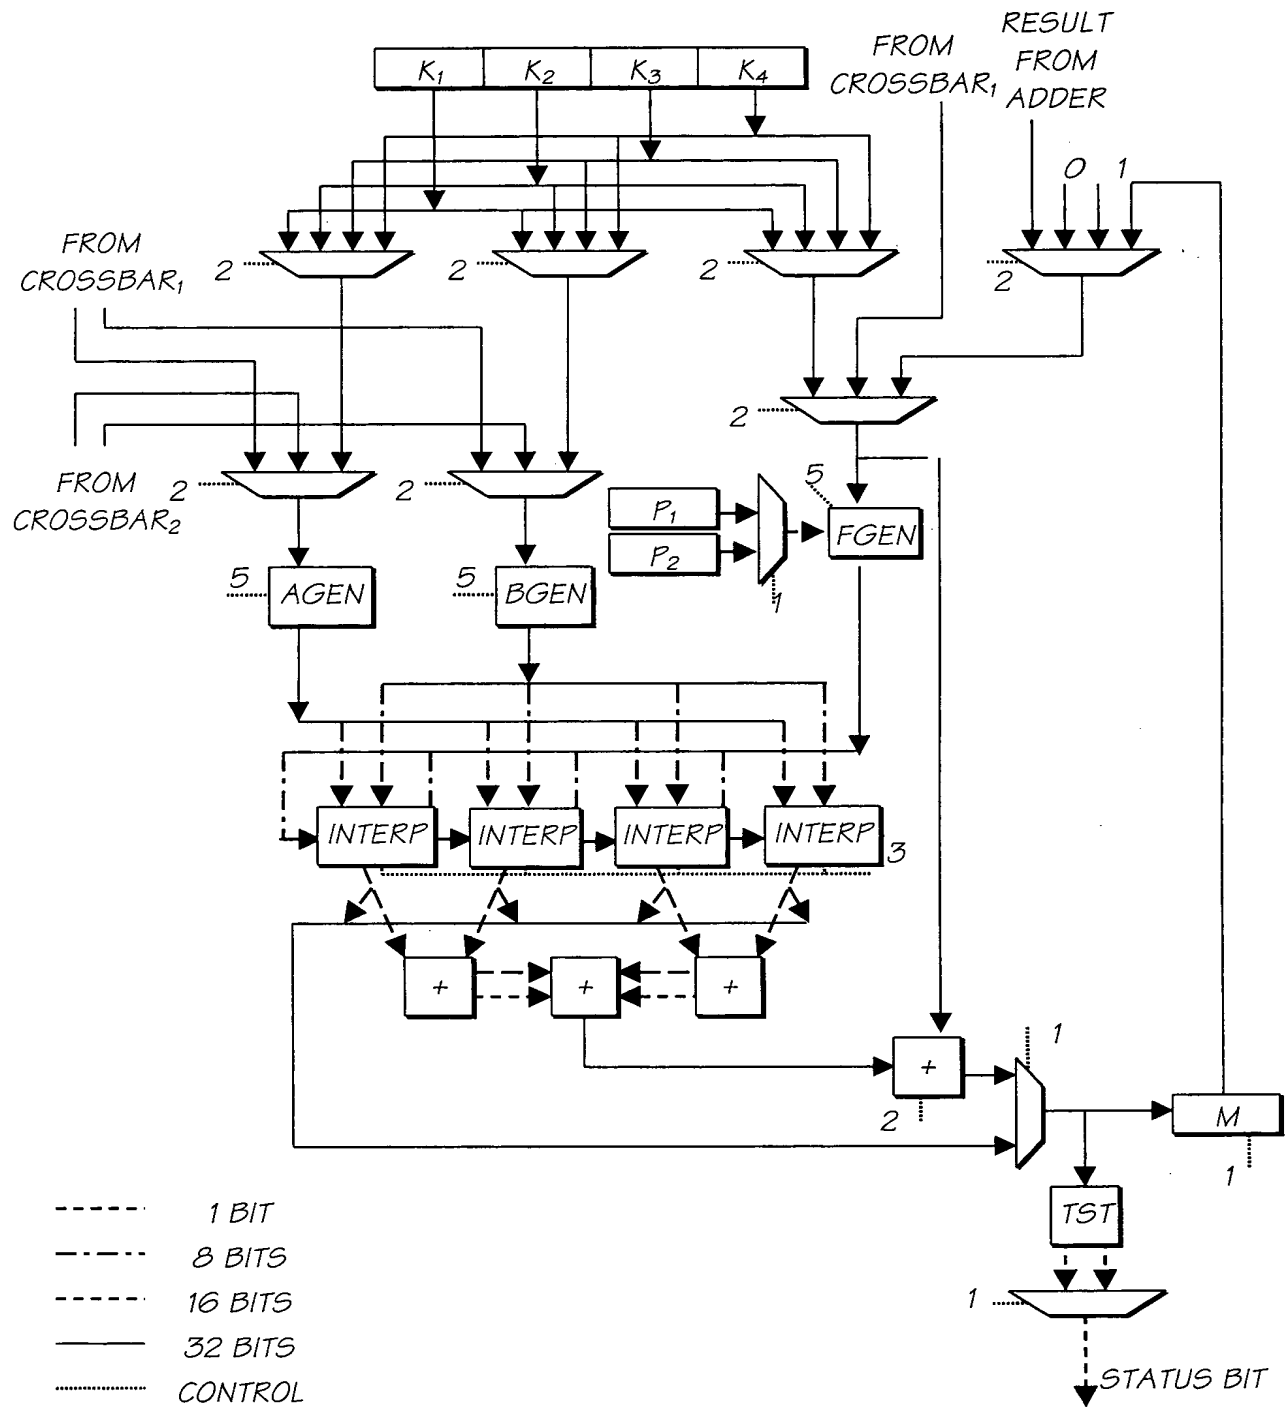 RESULT
FROM
ADDER
FROM
CROSSBAR1
K1 K2 K3 K4
0 1
FROM
CROSSBAR1
2 2 2 2
2
FROM
CROSSBAR2
2 2
5
P1
P2
FGEN
1
5 AGEN
5 BGEN
INTERP INTERP INTERP INTERP 3
+ + +
1
+
2
M
1
TST
1
STATUS BIT
1 BIT
8 BITS
16 BITS
32 BITS
CONTROL